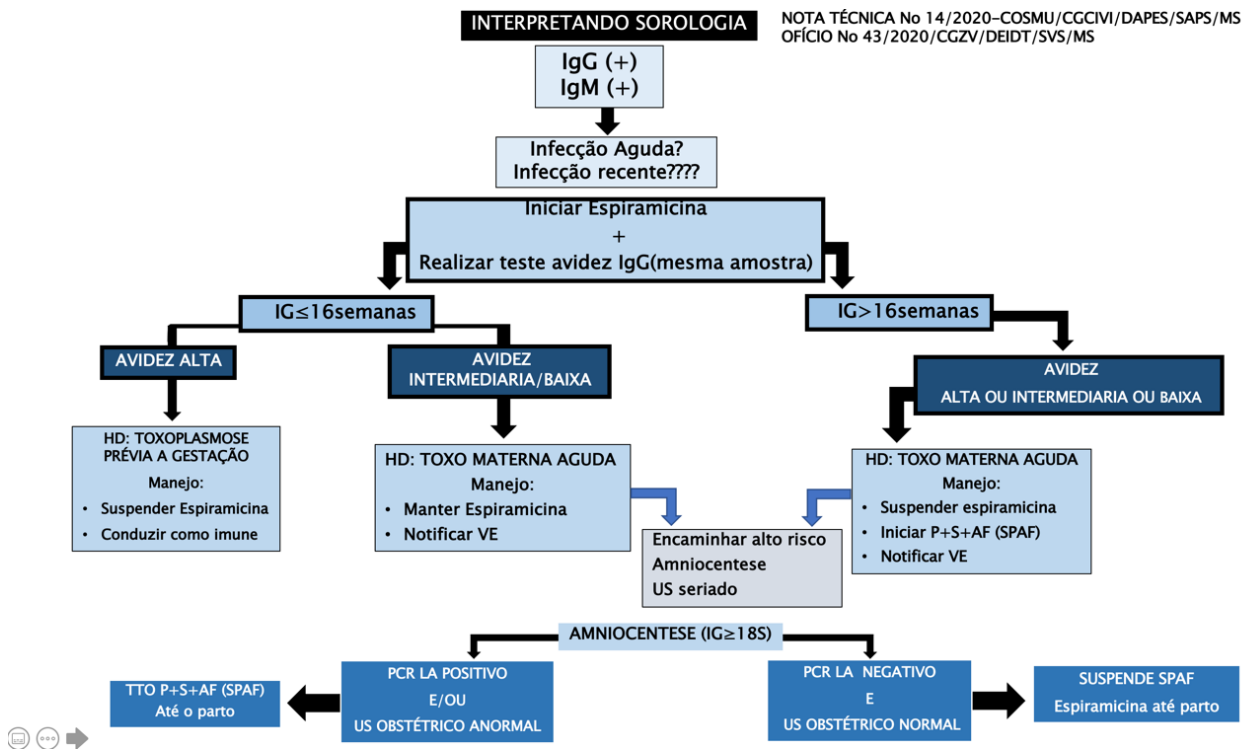 INTERPRETANDO SOROLOGIA
NOTA TÉCNICA No 14/2020-COSMU/CGCIVI/DAPES/SAPS/MS
OFÍCIO No 43/2020/CGZV/DEIDT/SVS/MS
IgG (+)
IgM (+)
Infecção Aguda?
Infecção recente????
Iniciar Espiramicina
+
Realizar teste avidez IgG(mesma amostra)
IG≤16semanas
IG>16semanas
AVIDEZ ALTA
AVIDEZ
INTERMEDIARIA/BAIXA
AVIDEZ
ALTA OU INTERMEDIARIA OU BAIXA
HD: TOXOPLASMOSE
PRÉVIA A GESTAÇÃO
Manejo:
• Suspender Espiramicina
• Conduzir como imune
HD: TOXO MATERNA AGUDA
Manejo:
• Manter Espiramicina
• Notificar VE
HD: TOXO MATERNA AGUDA
Manejo:
• Suspender espiramicina
• Iniciar P+S+AF (SPAF)
• Notificar VE
Encaminhar alto risco
Amniocentese
US seriado
AMNIOCENTESE (IG≥18S)
TTO P+S+AF (SPAF)
Até o parto
PCR LA POSITIVO
E/OU
US OBSTÉTRICO ANORMAL
PCR LA NEGATIVO
E
US OBSTÉTRICO NORMAL
SUSPENDE SPAF
Espiramicina até parto